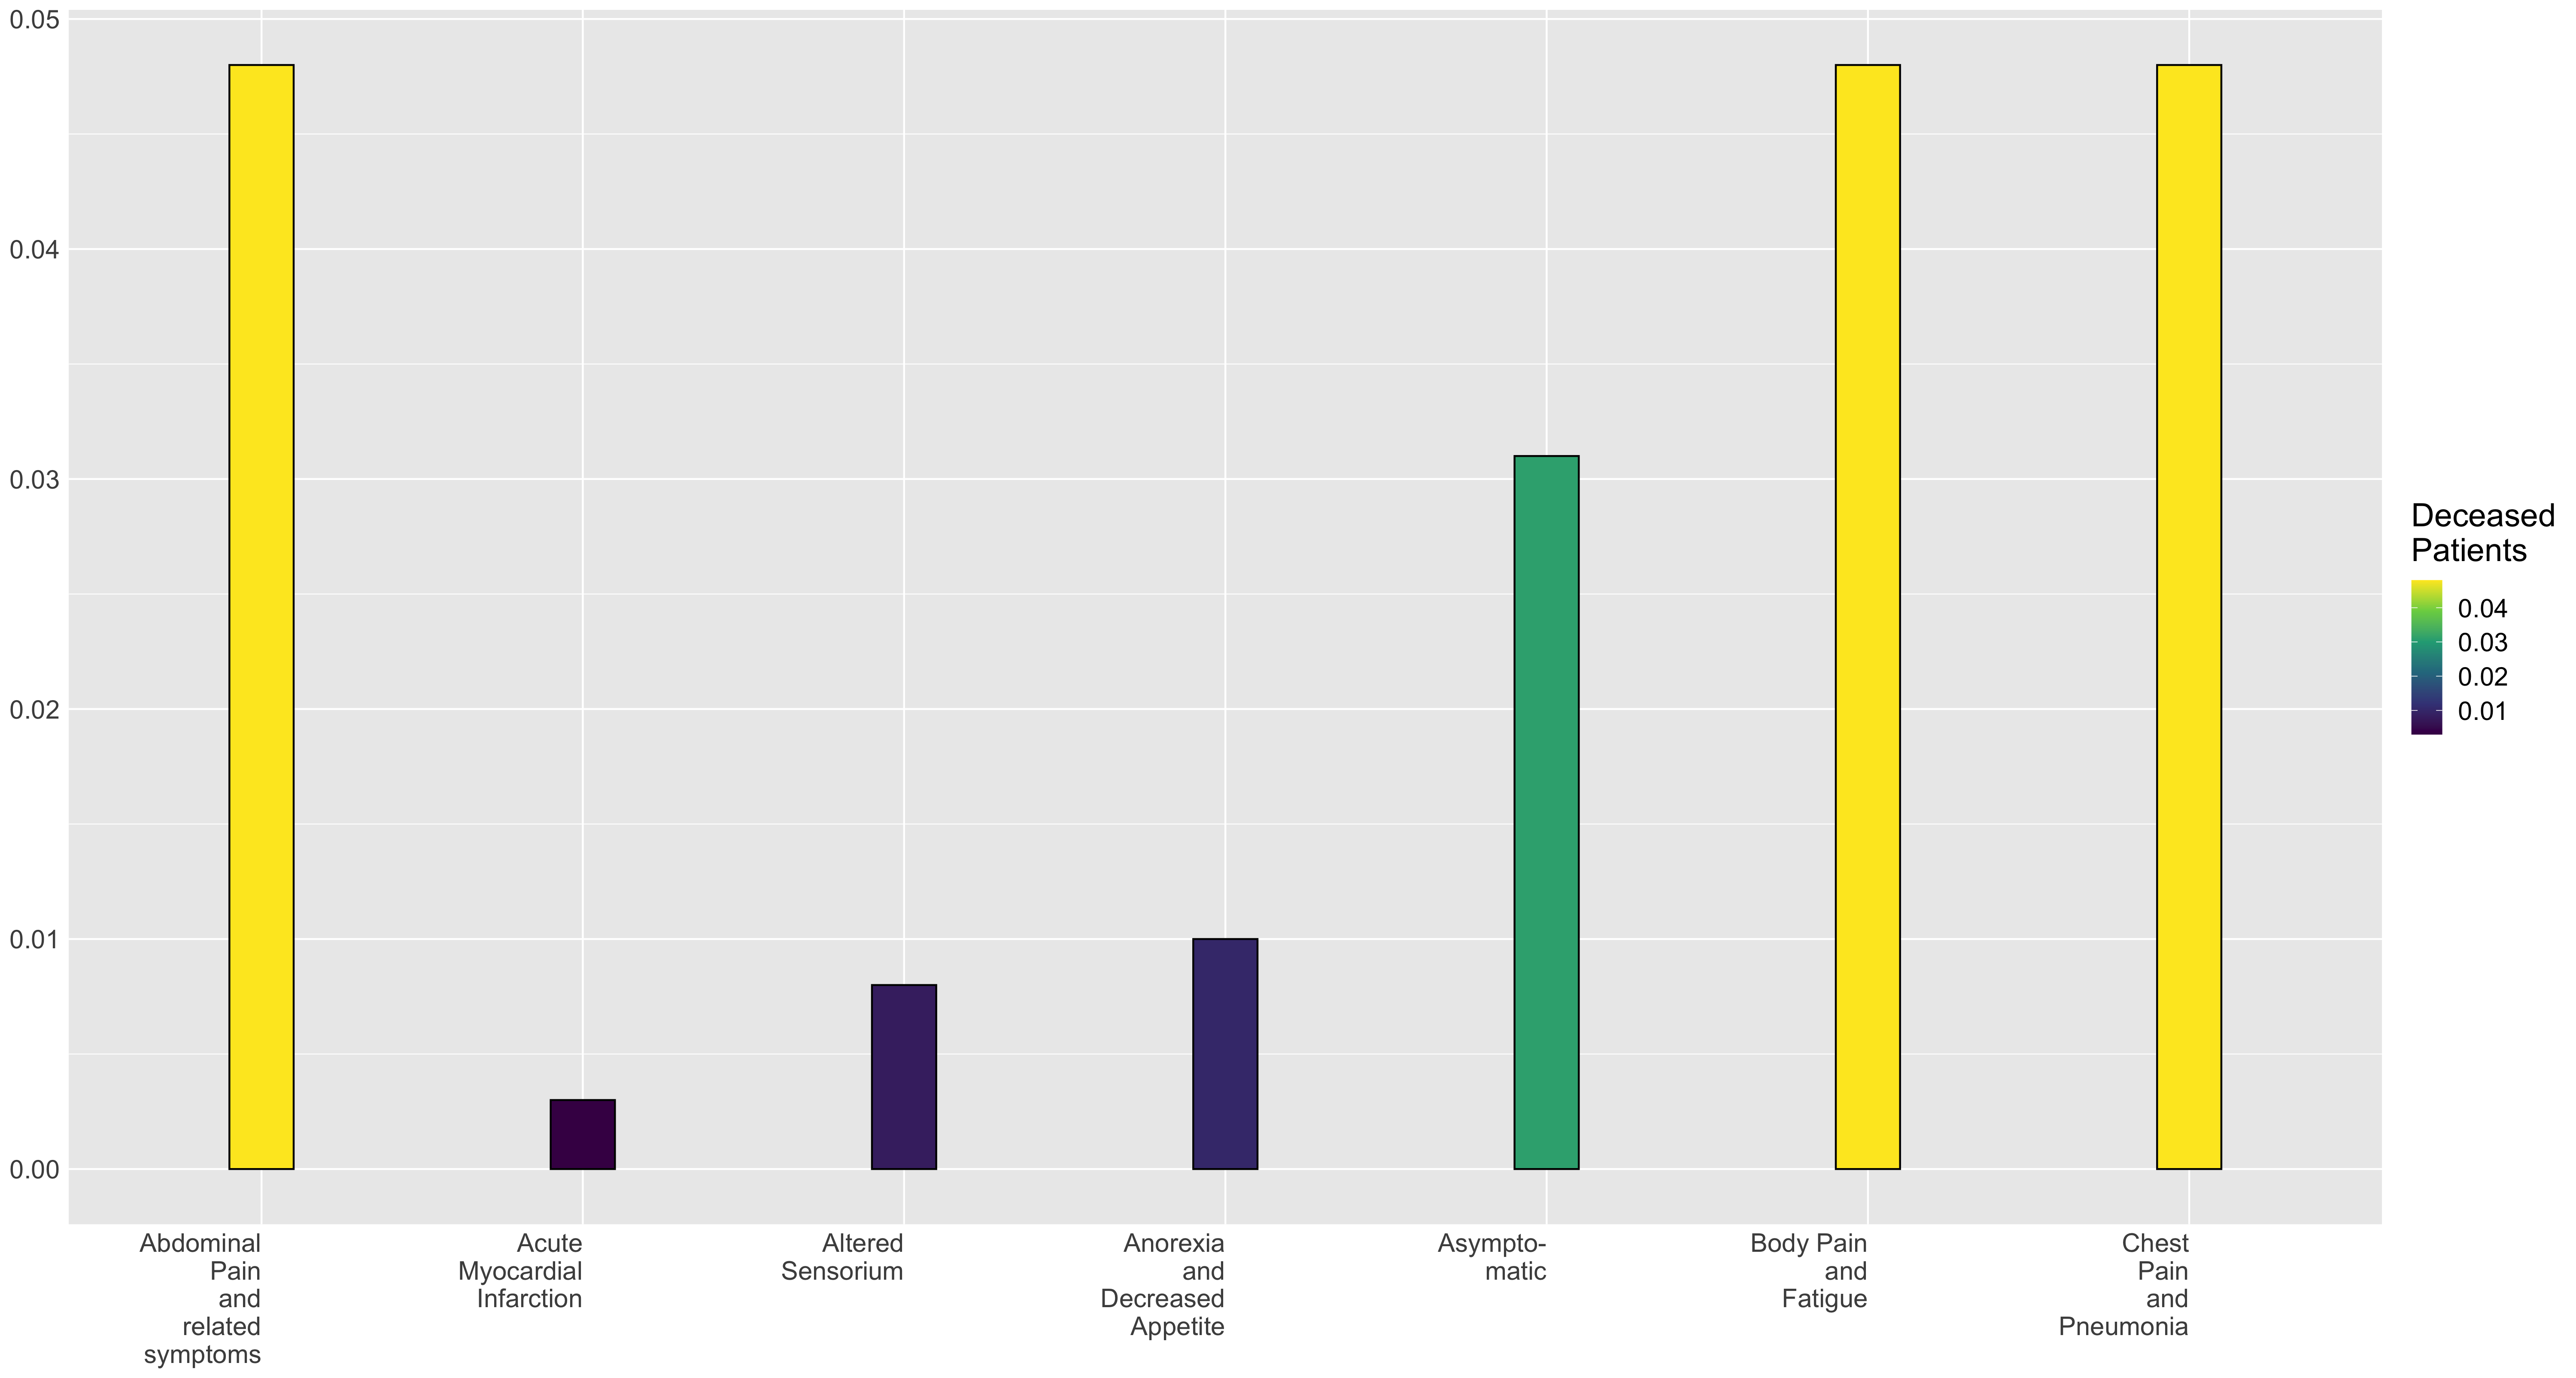 0.05
0.04
0.03
0.02
0.01
0.00
Abdominal
Pain
and
related
symptoms
Acute
Myocardial
Infarction
Altered
Sensorium
Anorexia
and
Decreased
Appetite
Asympto-
matic
Body Pain
and
Fatigue
Chest
Pain
and
Pneumonia
Deceased
Patients
0.04
0.03
0.02
0.01